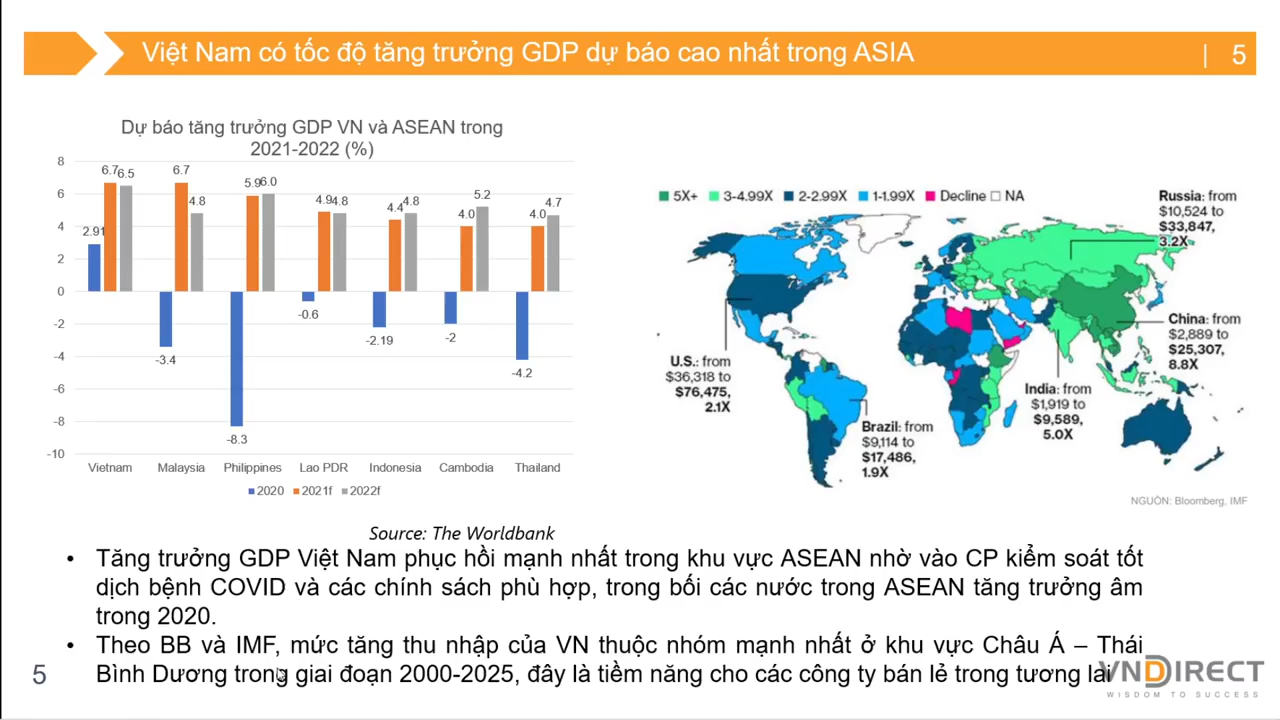 Việt Nam có tốc độ tăng trưởng GDP dự báo cao nhất trong ASIA
| 5
Dự báo tăng trưởng GDP VN và ASEAN trong
2021-2022 (%)
8
6
4
2
0
-2
-4
-6
-8
-10
2.91 6.7 6.5
-3.4 6.7 4.8
-8.3 5.9 6.0
-0.6 4.9 4.8
-2.19 4.4 4.8
-2 4.0 5.2
-4.2 4.0 4.7
Vietnam Malaysia Philippines Lao PDR Indonesia Cambodia Thailand
2020 2021f 2022f
Source: The Worldbank
5X+ 3-4.99X 2-2.99X 1-1.99X Decline NA
Russia: from
$10,524 to
$33,847,
3.2X
China: from
$2,889 to
$25,307,
8.8X
U.S.: from
$36,318 to
$76,475,
2.1X
India: from
$1,919 to
$9,589,
5.0X
Brazil: from
$9,114 to
$17,486,
1.9X
NGUỒN: Bloomberg, IMF
• Tăng trưởng GDP Việt Nam phục hồi mạnh nhất trong khu vực ASEAN nhờ vào CP kiểm soát tốt
dịch bệnh COVID và các chính sách phù hợp, trong bối các nước trong ASEAN tăng trưởng âm
trong 2020.
• Theo BB và IMF, mức tăng thu nhập của VN thuộc nhóm mạnh nhất ở khu vực Châu Á – Thái
Bình Dương trong giai đoạn 2000-2025, đây là tiềm năng cho các công ty bán lẻ trong tương lai
5
VNDIRECT
WISDOM TO SUCCESS